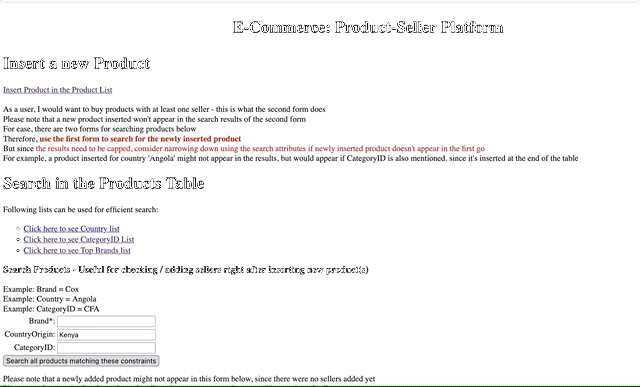 E-Commerce: Product-Seller Platform
Insert a new Product
Insert Product in the Product List
As a user, I would want to buy products with at least one seller - this is what the second form does
Please note that a new product inserted won't appear in the search results of the second form
For ease, there are two forms for searching products below
Therefore, use the first form to search for the newly inserted product
But since the results need to be capped, consider narrowing down using the search attributes if newly inserted product doesn't appear in the first go
For example, a product inserted for country 'Angola' might not appear in the results, but would appear if CategoryID is also mentioned. since it's inserted at the end of the table
Search in the Products Table
Following lists can be used for efficient search:
Click here to see Country list
Click here to see CategoryID List
Click here to see Top Brands list
Search Products - Useful for checking / adding sellers right after inserting new product(s)
Example: Brand = Cox
Example: Country = Angola
Example: CategoryID = CFA
Brand*:
CountryOrigin: Kenya
CategoryID:
Search all products matching these constraints
Please note that a newly added product might not appear in this form below, since there were no sellers added yet